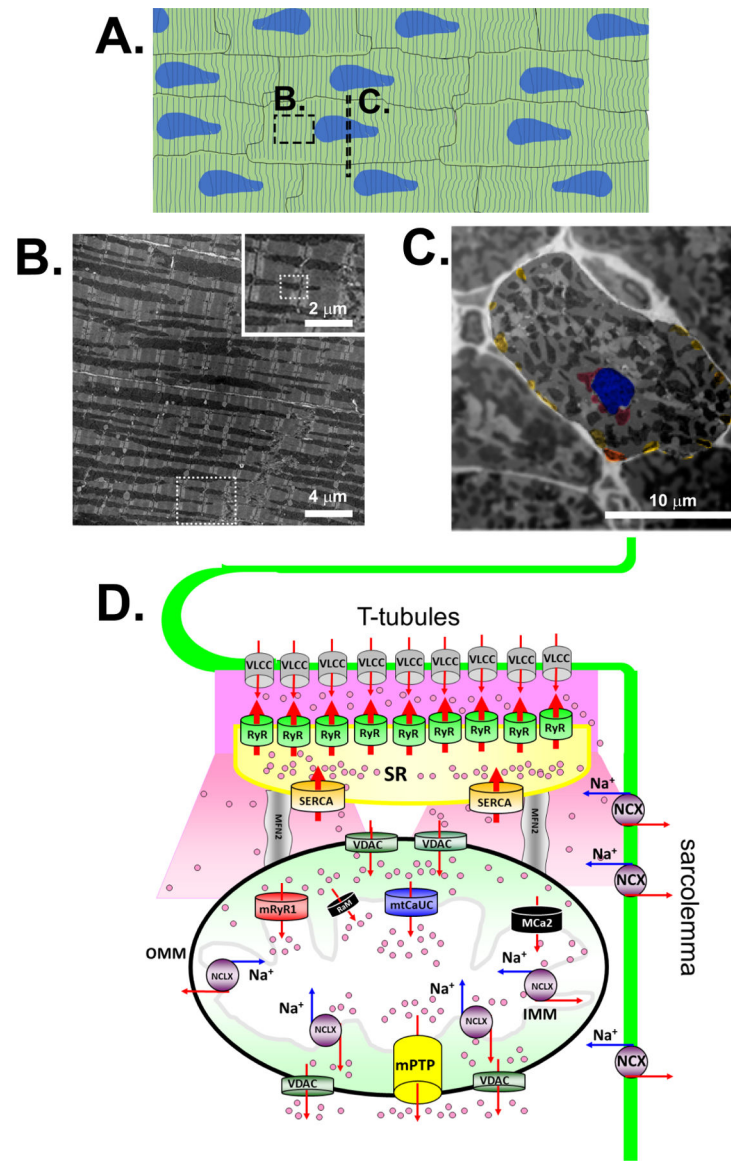 A.
B.
C.
B.
2 μm
4 μm
C.
10 μm
D.
T-tubules
VLCC VLCC VLCC VLCC VLCC VLCC VLCC VLCC VLCC
RyR RyR RyR RyR RyR RyR RyR RyR RyR
SR
SERCA SERCA
Na⁺
NCX
MFN2 MFN2
VDAC VDAC
Na⁺
NCX
sarcolemma
mRyR1 RaM mtCaUC MCa2
OMM
NCLX Na⁺
Na⁺ NCLX
IMM
Na⁺ NCLX
Na⁺ NCLX
Na⁺
NCX
mPTP
VDAC VDAC